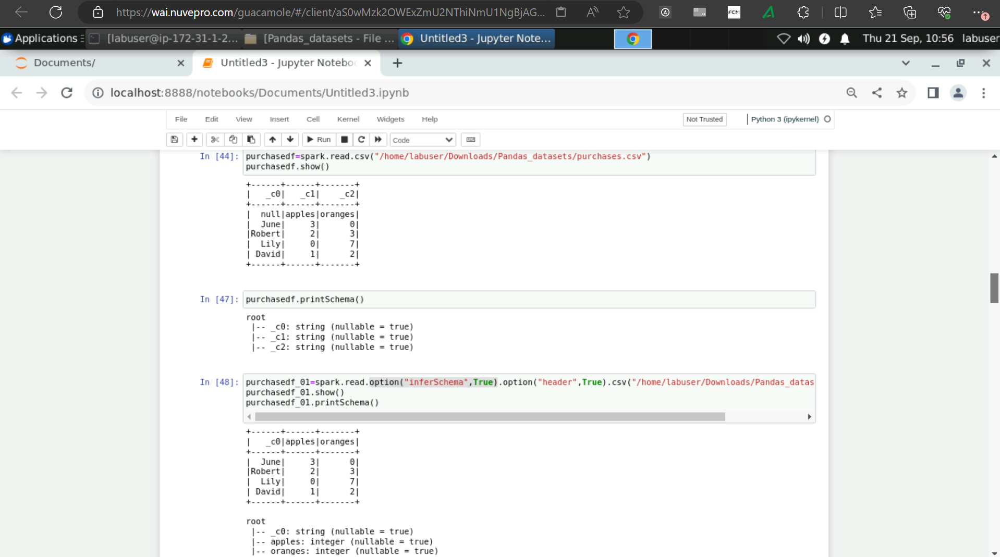 https://wai.nuvepro.com/guacamole/#/client/aS0wMzk2OWExZmU2NThiNmU1NgBjAG...
FCM
Applications
[labuser@ip-172-31-1-2...
[Pandas_datasets - File ...
Untitled3 - Jupyter Note...
Thu 21 Sep, 10:56
labuser
Documents/
Untitled3 - Jupyter Noteboo
localhost:8888/notebooks/Documents/Untitled3.ipynb
File Edit View Insert Cell Kernel Widgets Help
Not Trusted
Python 3 (ipykernel)
Run
Code
In [44]: purchasedf=spark.read.csv("/home/labuser/Downloads/Pandas_datasets/purchases.csv")
purchasedf.show()
+------+------+-------+
|   _c0|   _c1|    _c2|
+------+------+-------+
|  null|apples|oranges|
|  June|     3|      0|
|Robert|     2|      3|
|  Lily|     0|      7|
| David|     1|      2|
+------+------+-------+
In [47]: purchasedf.printSchema()
root
 |-- _c0: string (nullable = true)
 |-- _c1: string (nullable = true)
 |-- _c2: string (nullable = true)
In [48]: purchasedf_01=spark.read.option("inferSchema",True).option("header",True).csv("/home/labuser/Downloads/Pandas_datas
purchasedf_01.show()
purchasedf_01.printSchema()
+------+------+-------+
|   _c0|apples|oranges|
+------+------+-------+
|  June|     3|      0|
|Robert|     2|      3|
|  Lily|     0|      7|
| David|     1|      2|
+------+------+-------+
root
 |-- _c0: string (nullable = true)
 |-- apples: integer (nullable = true)
 |-- oranges: integer (nullable = true)